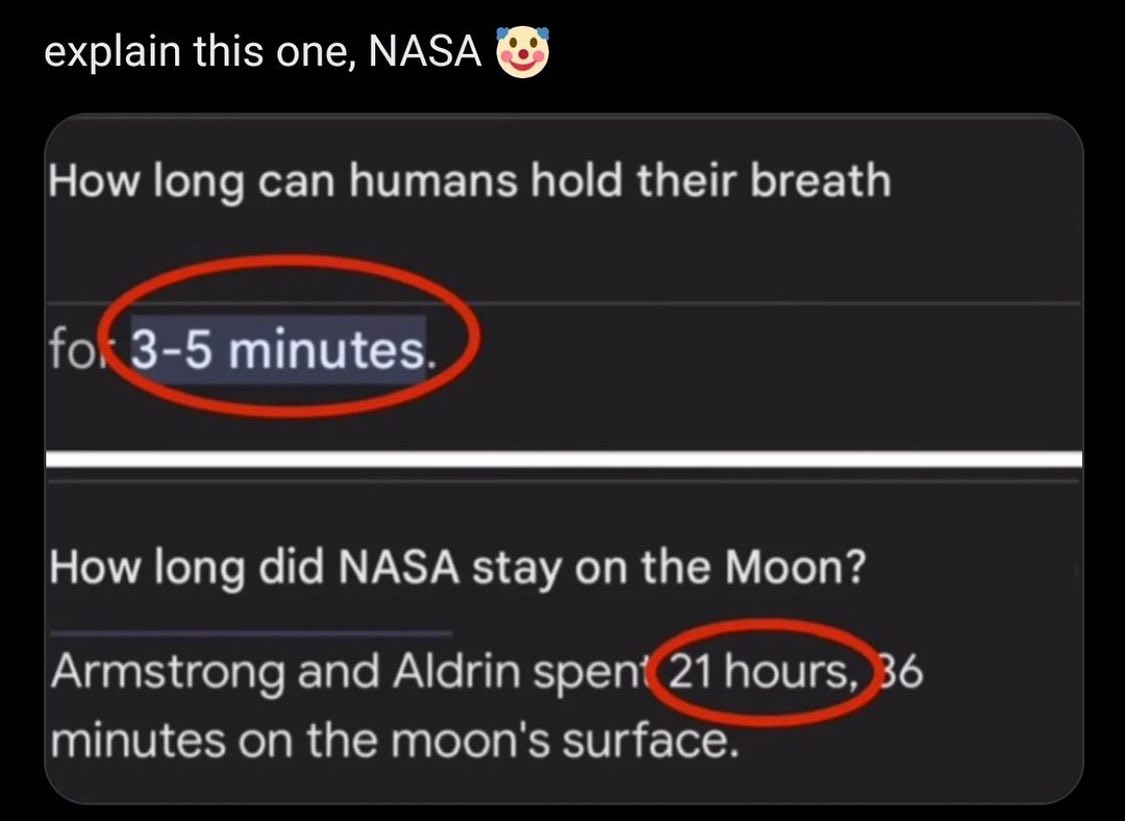 explain this one, NASA 🤡
How long can humans hold their breath
for 3-5 minutes.
How long did NASA stay on the Moon?
Armstrong and Aldrin spent 21 hours, 36
minutes on the moon's surface.